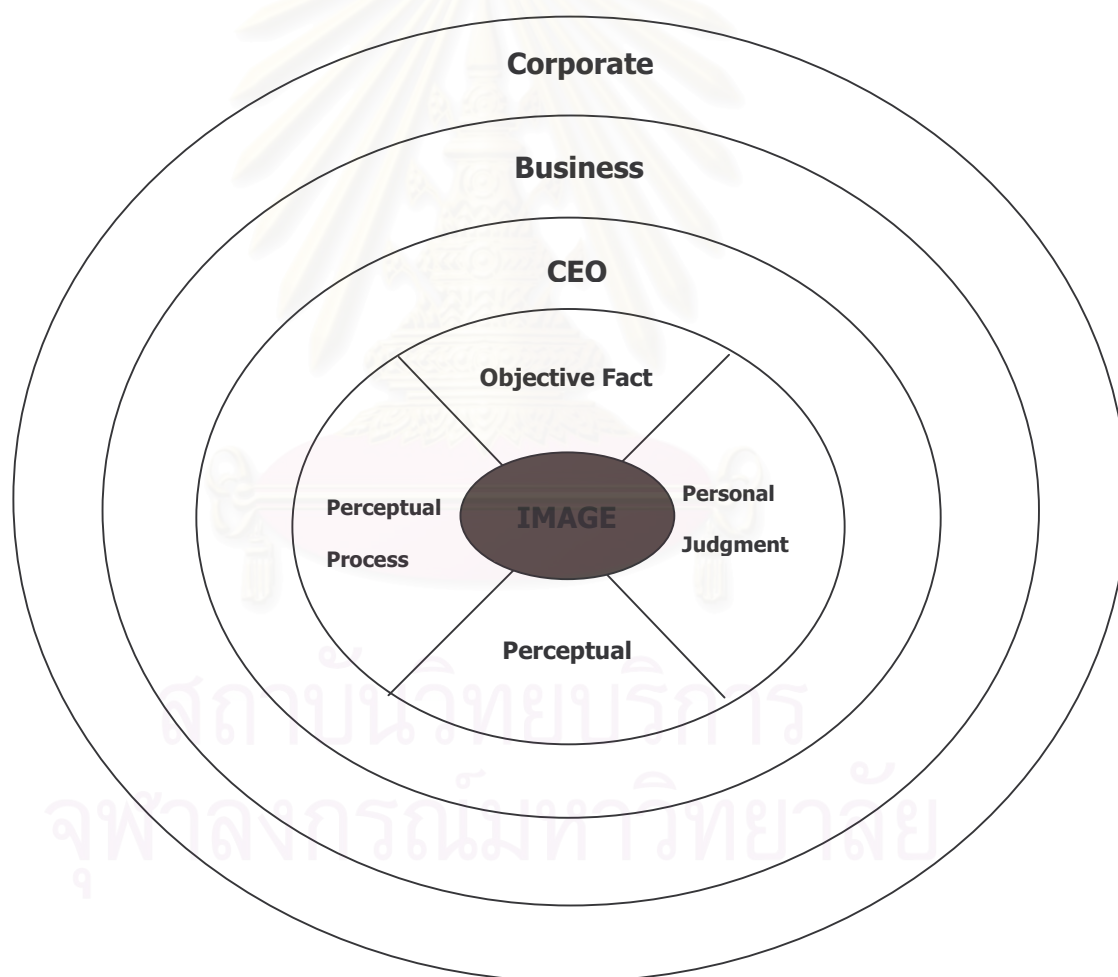 Corporate
Business
CEO
Objective Fact
Perceptual
Process
IMAGE
Personal
Judgment
Perceptual
สถาบันวิทยบริการ
จุฬาลงกรณ์มหาวิทยาลัย